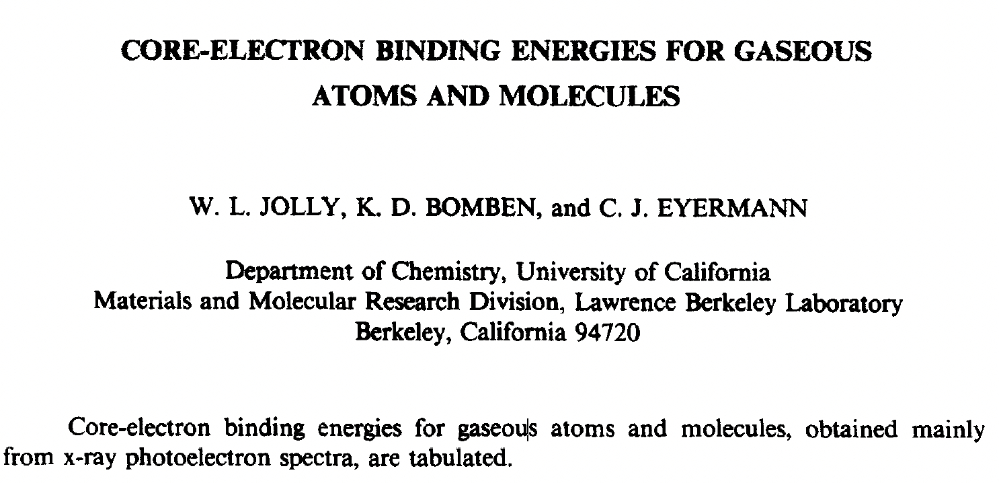 CORE-ELECTRON BINDING ENERGIES FOR GASEOUS
ATOMS AND MOLECULES
W. L. JOLLY, K. D. BOMBEN, and C. J. EYERMANN
Department of Chemistry, University of California
Materials and Molecular Research Division, Lawrence Berkeley Laboratory
Berkeley, California 94720
Core-electron binding energies for gaseous atoms and molecules, obtained mainly
from x-ray photoelectron spectra, are tabulated.